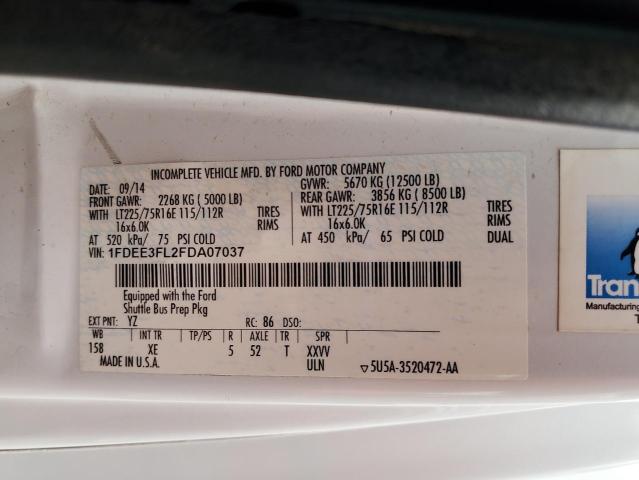 INCOMPLETE VEHICLE MFD. BY FORD MOTOR COMPANY
DATE: 09/14 GVWR: 5670 KG (12500 LB)
FRONT GAWR: 2268 KG ( 5000 LB) REAR GAWR: 3856 KG ( 8500 LB)
WITH LT225/75R16E 115/112R TIRES WITH LT225/75R16E 115/112R TIRES
16x6.0K RIMS 16x6.0K RIMS
AT 520 kPa/ 75 PSI COLD AT 450 kPa/ 65 PSI COLD DUAL
VIN: 1FDEE3FL2FDA07037
Equipped with the Ford
Shuttle Bus Prep Pkg
EXT PNT: YZ RC: 86 DSO:
WB INT TR TP/PS R AXLE TR SPR
158 XE 5 52 T XXVV
MADE IN U.S.A. ULN ▽5U5A-3520472-AA
Tran
Manufacturing